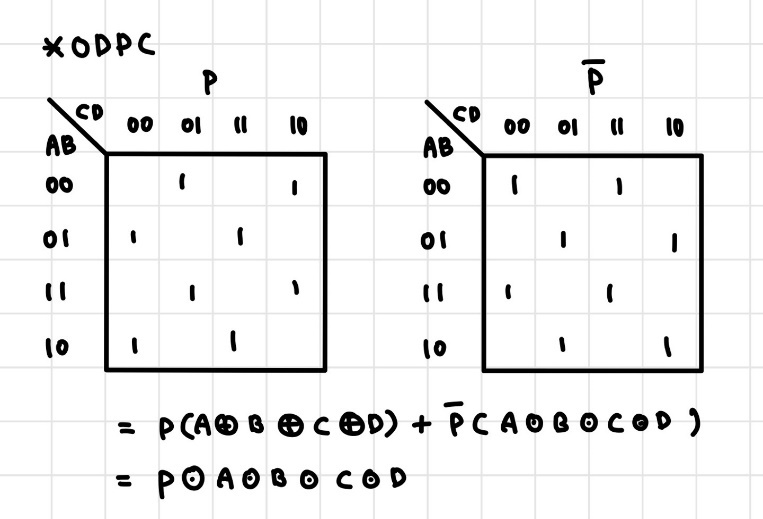 *ODPC
P P̅
CD CD
00 01 11 10 00 01 11 10
AB AB
00 1 1 00 1 1
01 1 1 01 1 1
11 1 1 11 1 1
10 1 1 10 1 1
= P(A⊕B⊕C⊕D) + P̅(A⊙B⊙C⊙D)
= P⊙A⊙B⊙C⊙D